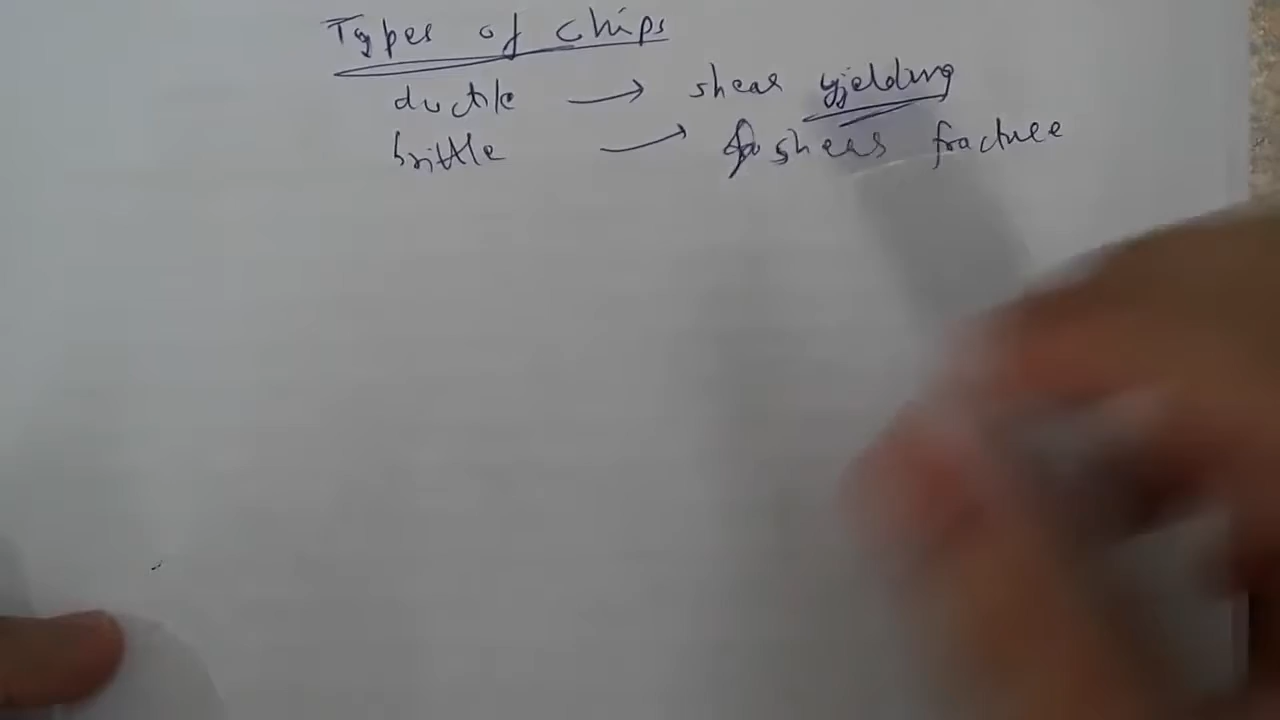 Types of chips
ductile → shear yielding
brittle → shear fracture